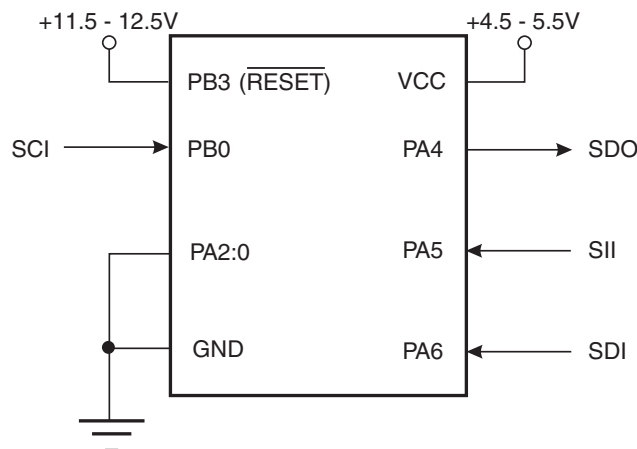 +11.5 - 12.5V
+4.5 - 5.5V
PB3 (RESET)
VCC
SCI
PB0
PA4
SDO
PA2:0
PA5
SII
GND
PA6
SDI